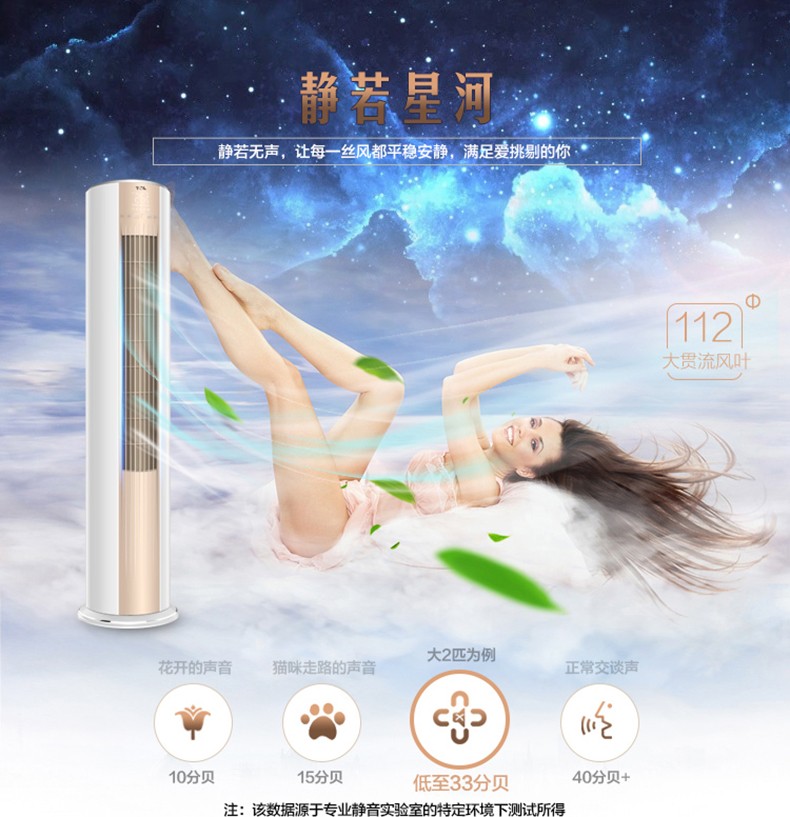 静若星河
静若无声，让每一丝风都平稳安静，满足爱挑剔的你
TCL
112 Φ
大贯流风叶
花开的声音
猫咪走路的声音
大2匹为例
正常交谈声
10分贝
15分贝
低至33分贝
40分贝+
注：该数据源于专业静音实验室的特定环境下测试所得